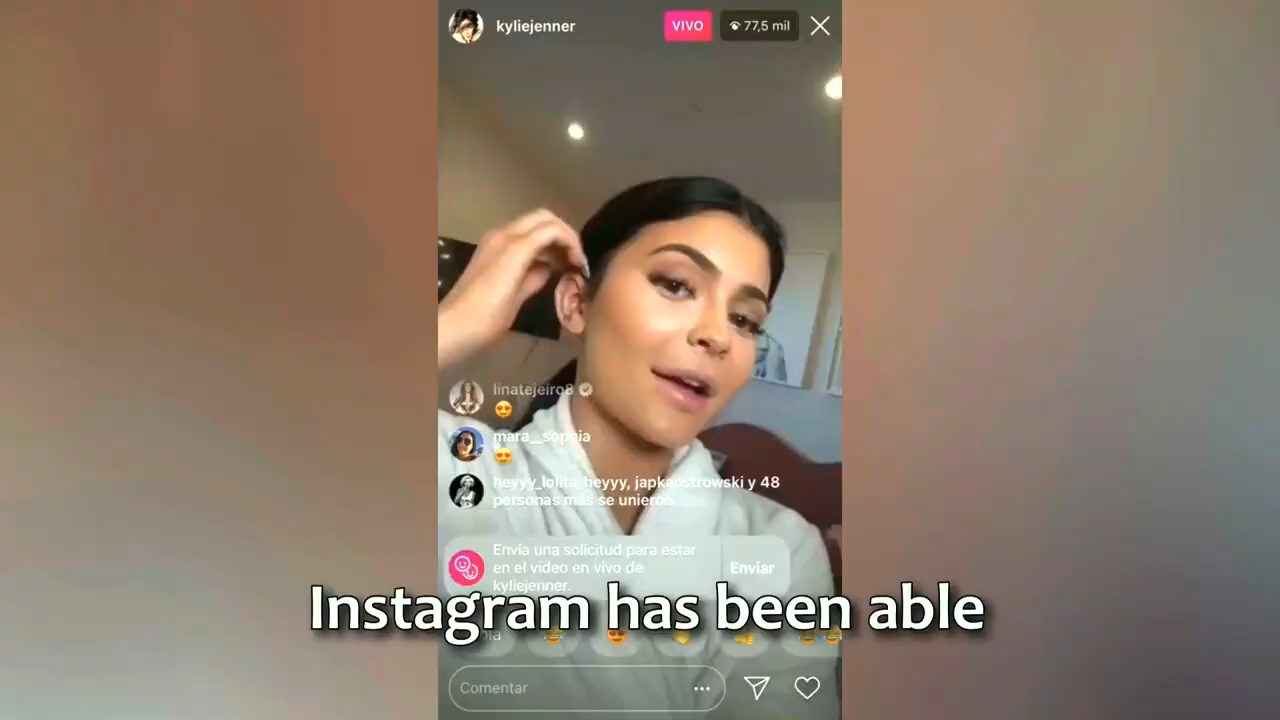 kyliejenner
VIVO
77,5 mil
linatejeiro8
😍
mara__sophia
😍
heyyy_lolita_heyyy, japkaostrowski y 48
personas más se unieron.
Envía una solicitud para estar
en el video en vivo de
kyliejenner.
Enviar
Instagram has been able
Comentar